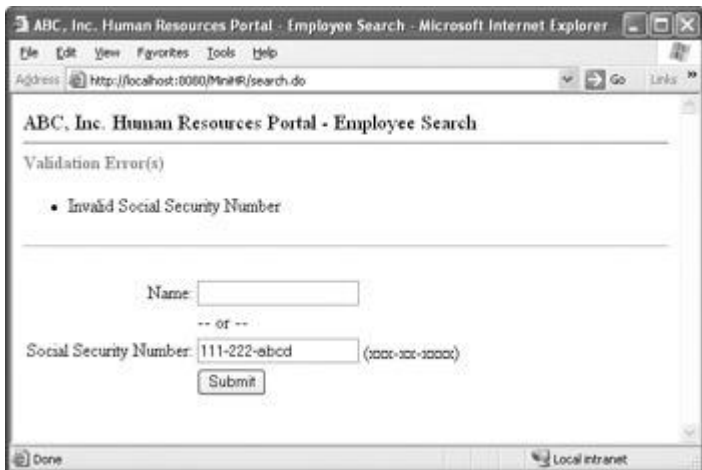 ABC, Inc. Human Resources Portal - Employee Search - Microsoft Internet Explorer
File Edit View Favorites Tools Help
Address http://localhost:8080/MiniHR/search.do Go Links »
ABC, Inc. Human Resources Portal - Employee Search
Validation Error(s)
• Invalid Social Security Number
Name:
-- or --
Social Security Number: 111-222-abcd (xxx-xx-xxxx)
Submit
Done Local intranet